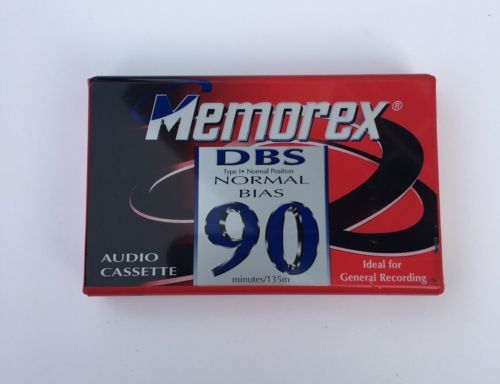 Memorex®
DBS
Type I• Normal Position
NORMAL
BIAS
90
minutes/135m
AUDIO
CASSETTE
Ideal for
General Recording